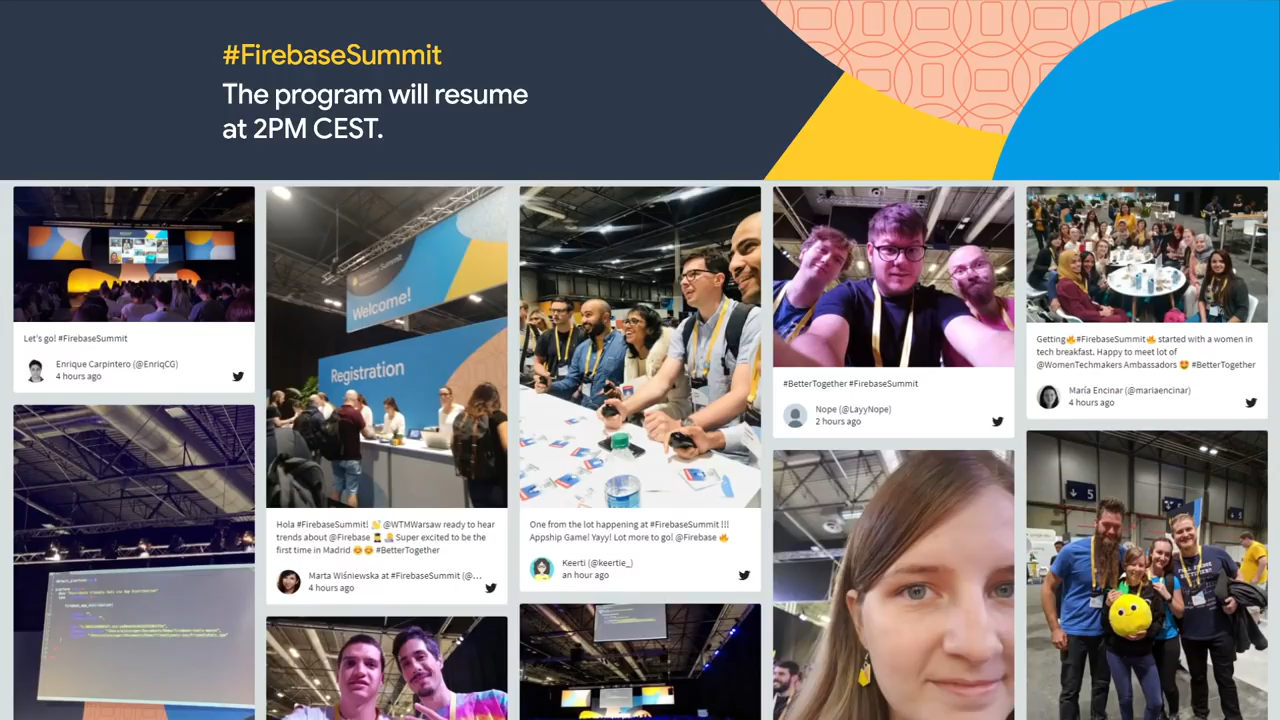 #FirebaseSummit
The program will resume
at 2PM CEST.
Let's go! #FirebaseSummit
Enrique Carpintero (@EnriqCG)
4 hours ago
Welcome!
Registration
Hola #FirebaseSummit! 👋 @WTMWarsaw ready to hear
trends about @Firebase 👩‍🎓 👷‍♀️ Super excited to be the
first time in Madrid 😊😊 #BetterTogether
Marta Wiśniewska at #FirebaseSummit (@...
4 hours ago
One from the lot happening at #FirebaseSummit !!!
Appship Game! Yayy! Lot more to go! @Firebase 🔥
Keerti (@keertie_)
an hour ago
#BetterTogether #FirebaseSummit
Nope (@LayyNope)
2 hours ago
Getting🔥#FirebaseSummit🔥 started with a women in
tech breakfast. Happy to meet lot of
@WomenTechmakers Ambassadors 🤩 #BetterTogether
María Encinar (@mariaencinar)
4 hours ago
5